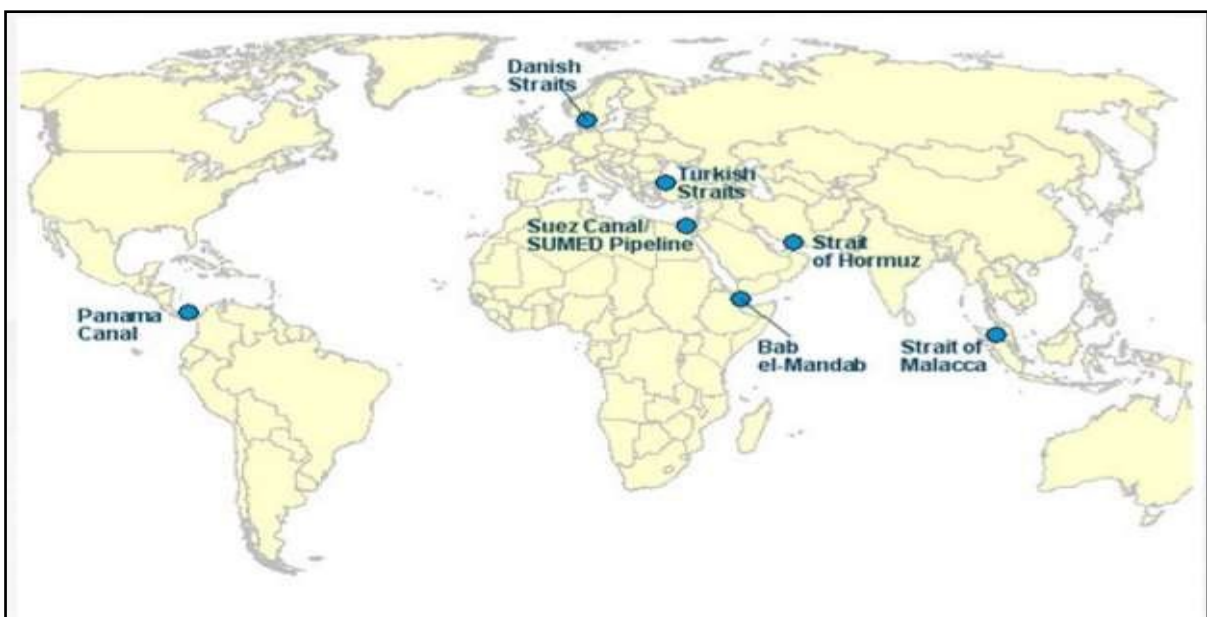 Danish
Straits
Turkish
Straits
Suez Canal/
SUMED Pipeline
Strait
of Hormuz
Panama
Canal
Bab
el-Mandab
Strait of
Malacca